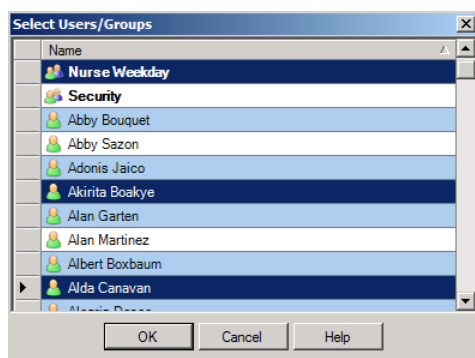 Select Users/Groups
Name
Nurse Weekday
Security
Abby Bouquet
Abby Sazon
Adonis Jaico
Akirita Boakye
Alan Garten
Alan Martinez
Albert Boxbaum
Alda Canavan
OK Cancel Help